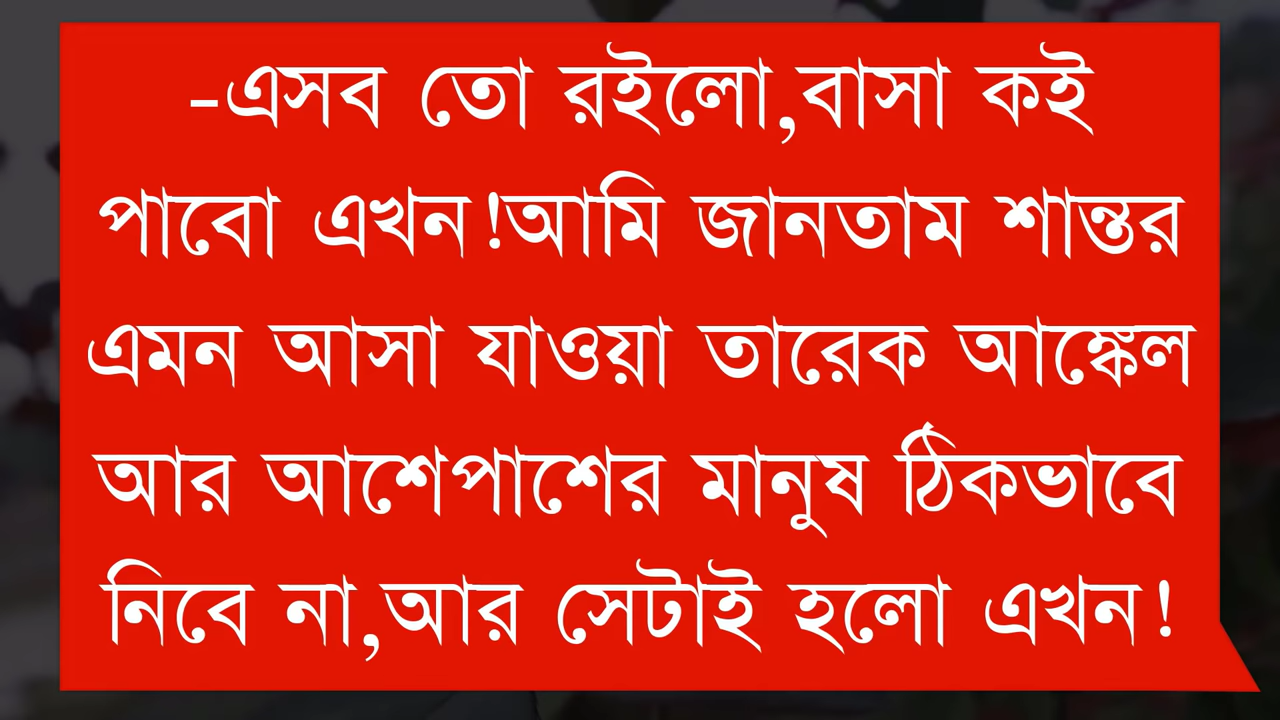 -এসব তো রইলো,বাসা কই
পাবো এখন!আমি জানতাম শান্তর
এমন আসা যাওয়া তারেক আঙ্কেল
আর আশেপাশের মানুষ ঠিকভাবে
নিবে না,আর সেটাই হলো এখন!